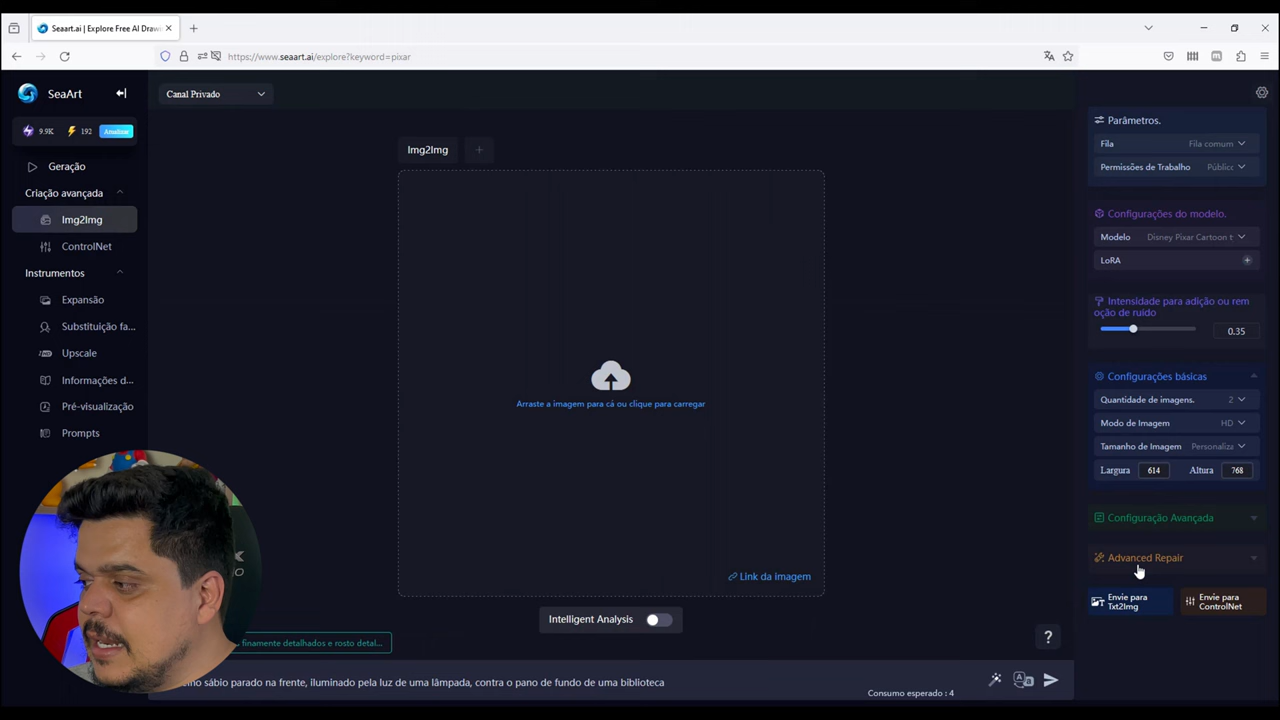 Seaart.ai | Explore Free AI Draw
https://www.seaart.ai/explore?keyword=pixar
SeaArt
Canal Privado
9.9K
192
Atualizar
Geração
Criação avançada
Img2Img
ControlNet
Instrumentos
Expansão
Substituição fa...
Upscale
Informações d...
Pré-visualização
Prompts
Img2Img
+
Arraste a imagem para cá ou clique para carregar
Link da imagem
Intelligent Analysis
finamente detalhados e rosto detal...
sábio parado na frente, iluminado pela luz de uma lâmpada, contra o pano de fundo de uma biblioteca
Consumo esperado : 4
?
Parâmetros.
Fila Fila comum
Permissões de Trabalho Públic
Configurações do modelo.
Modelo Disney Pixar Cartoon t
LoRA +
Intensidade para adição ou rem
oção de ruído
0.35
Configurações básicas
Quantidade de imagens. 2
Modo de Imagem HD
Tamanho de Imagem Personaliza
Largura 614 Altura 768
Configuração Avançada
Advanced Repair
Envie para
Txt2Img
Envie para
ControlNet